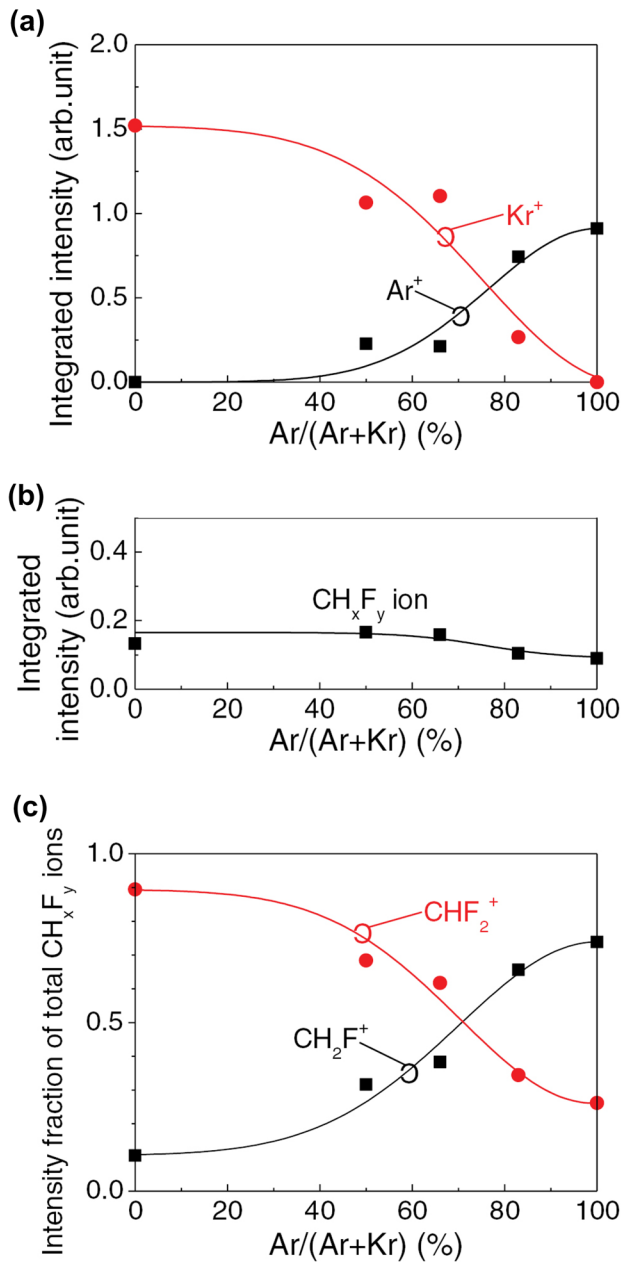 (a)
Integrated intensity (arb.unit)
2.0
1.5
1.0
0.5
0.0
Kr⁺
Ar⁺
0 20 40 60 80 100
Ar/(Ar+Kr) (%)
(b)
Integrated
intensity (arb.unit)
0.4
0.2
0.0
CHₓFᵧ ion
0 20 40 60 80 100
Ar/(Ar+Kr) (%)
(c)
Intensity fraction of total CHₓFᵧ ions
1.0
0.5
0.0
CHF₂⁺
CH₂F⁺
0 20 40 60 80 100
Ar/(Ar+Kr) (%)